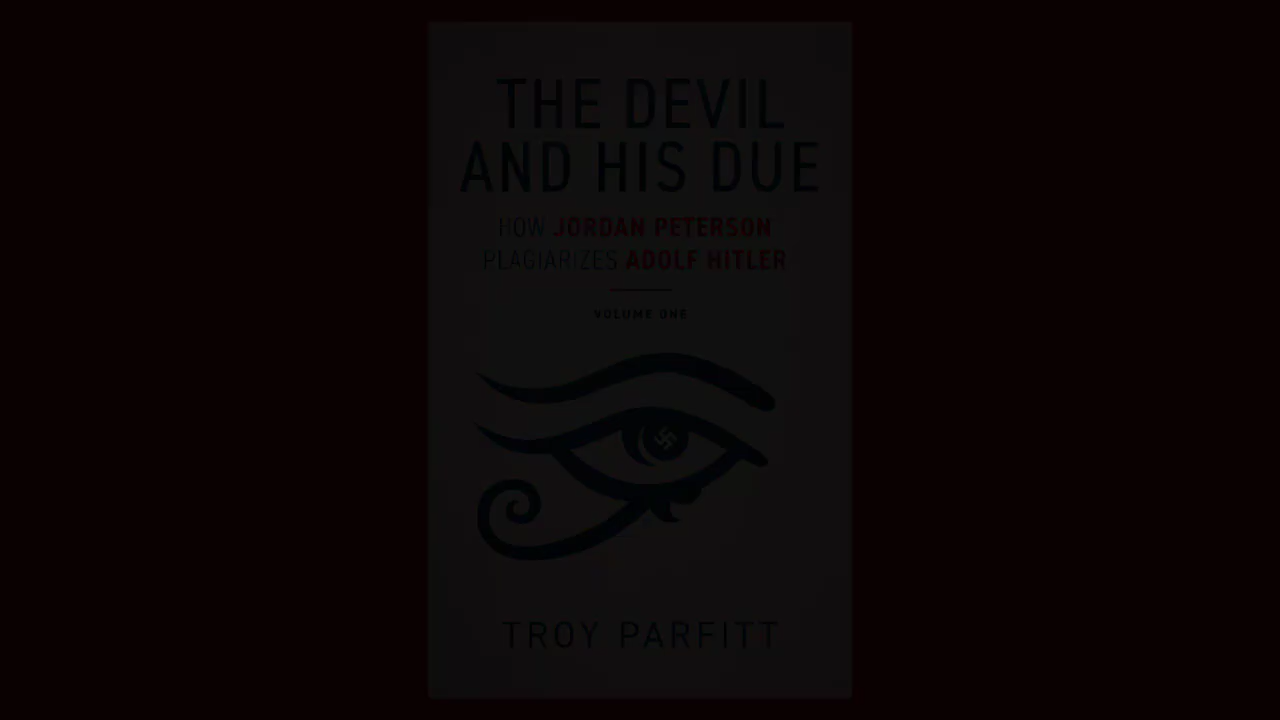 THE DEVIL
AND HIS DUE
HOW JORDAN PETERSON
PLAGIARIZES ADOLF HITLER
VOLUME ONE
TROY PARFITT